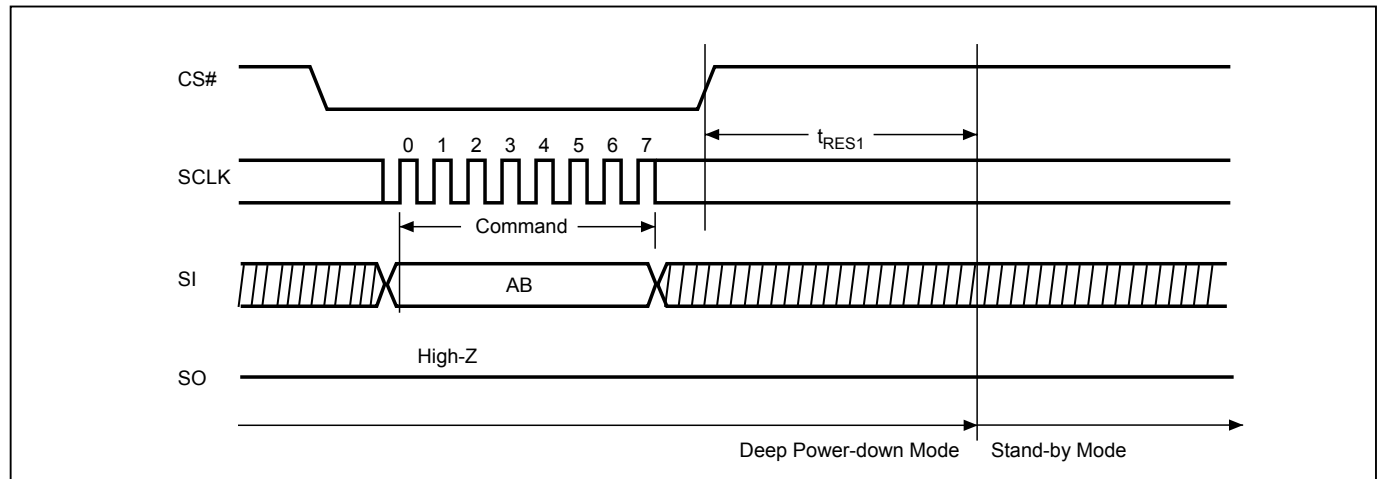 CS#
t_RES1
0 1 2 3 4 5 6 7
SCLK
Command
SI
AB
High-Z
SO
Deep Power-down Mode Stand-by Mode